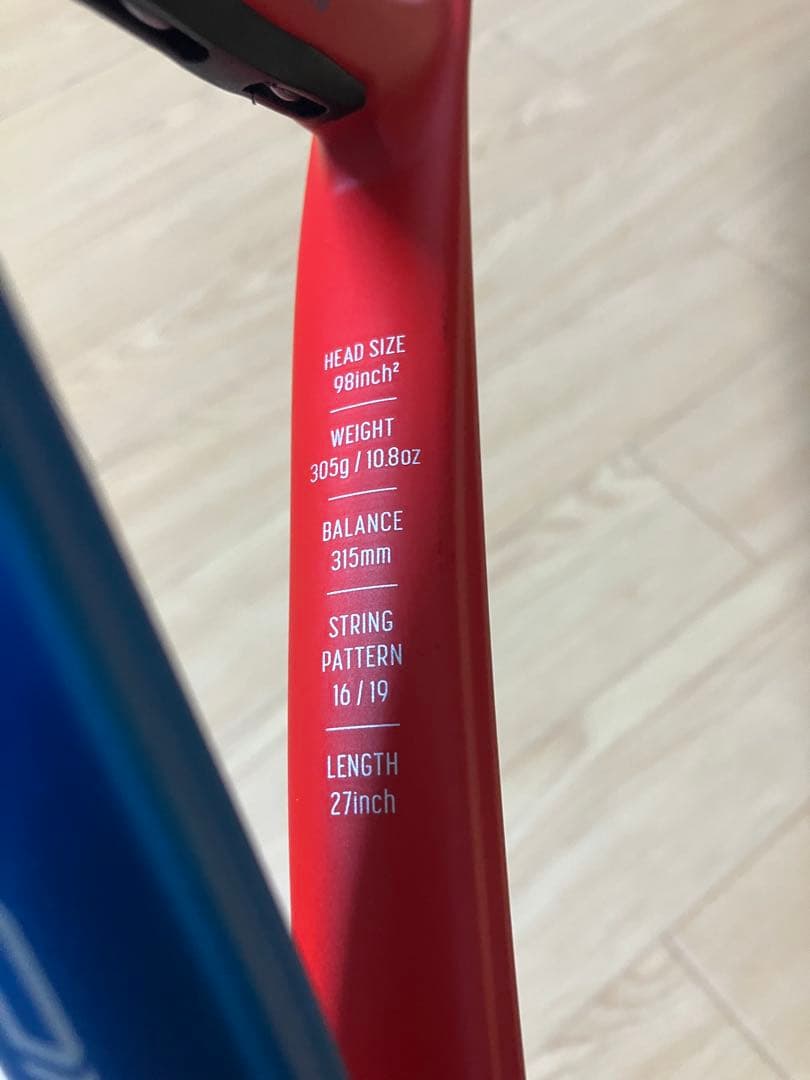 HEAD SIZE
98inch²
WEIGHT
305g / 10.8oz
BALANCE
315mm
STRING
PATTERN
16 / 19
LENGTH
27inch